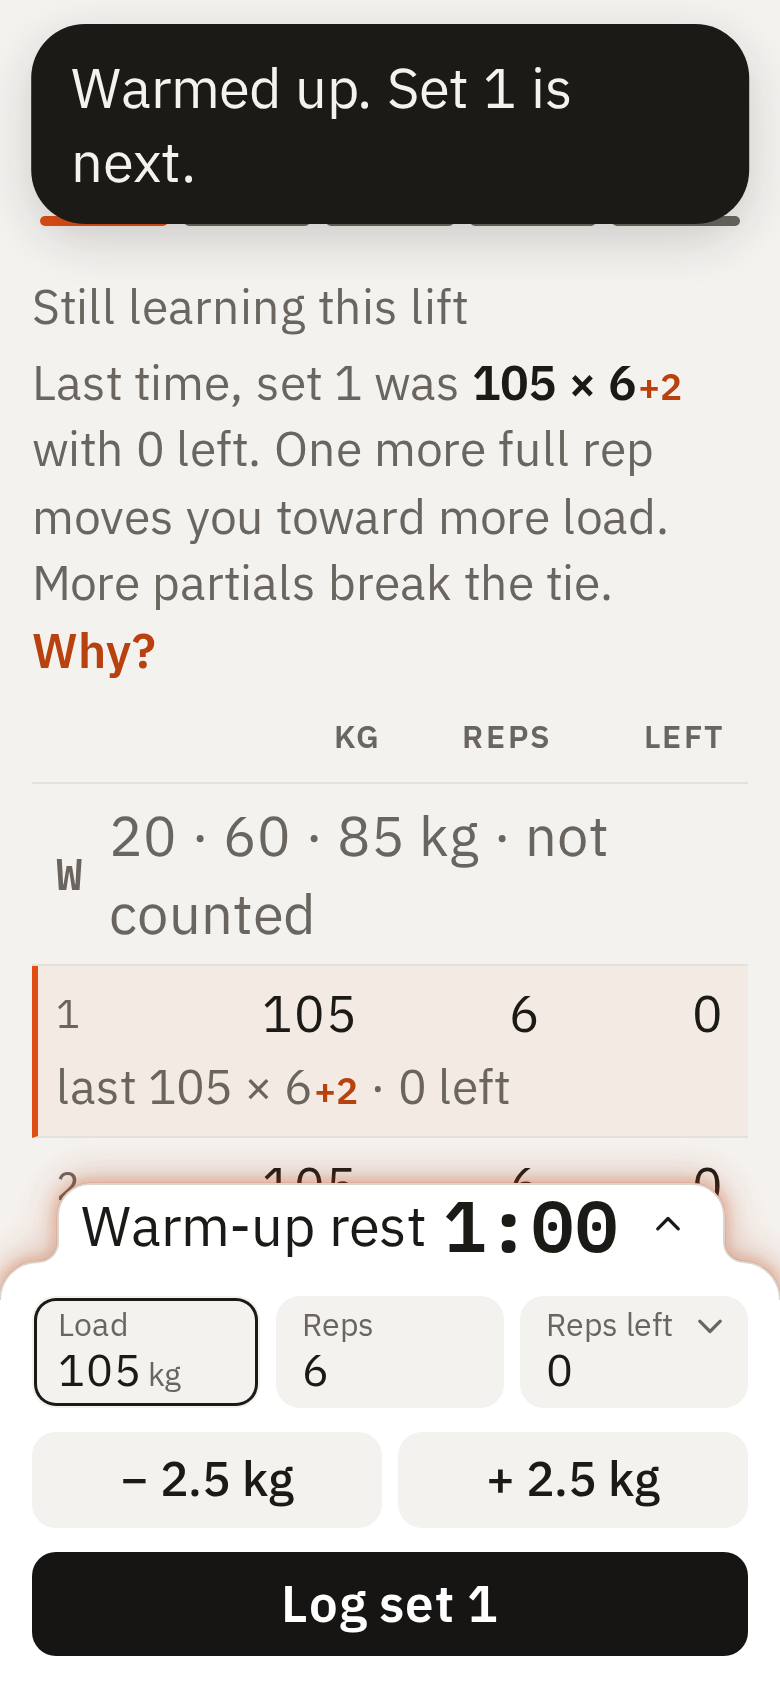 Warmed up. Set 1 is
next.
Still learning this lift
Last time, set 1 was 105 × 6+2
with 0 left. One more full rep
moves you toward more load.
More partials break the tie.
Why?
KG REPS LEFT
W 20 · 60 · 85 kg · not
counted
1 105 6 0
last 105 × 6+2 · 0 left
2 105 6 0
Warm-up rest 1:00
Load Reps Reps left
105 kg 6 0
− 2.5 kg + 2.5 kg
Log set 1